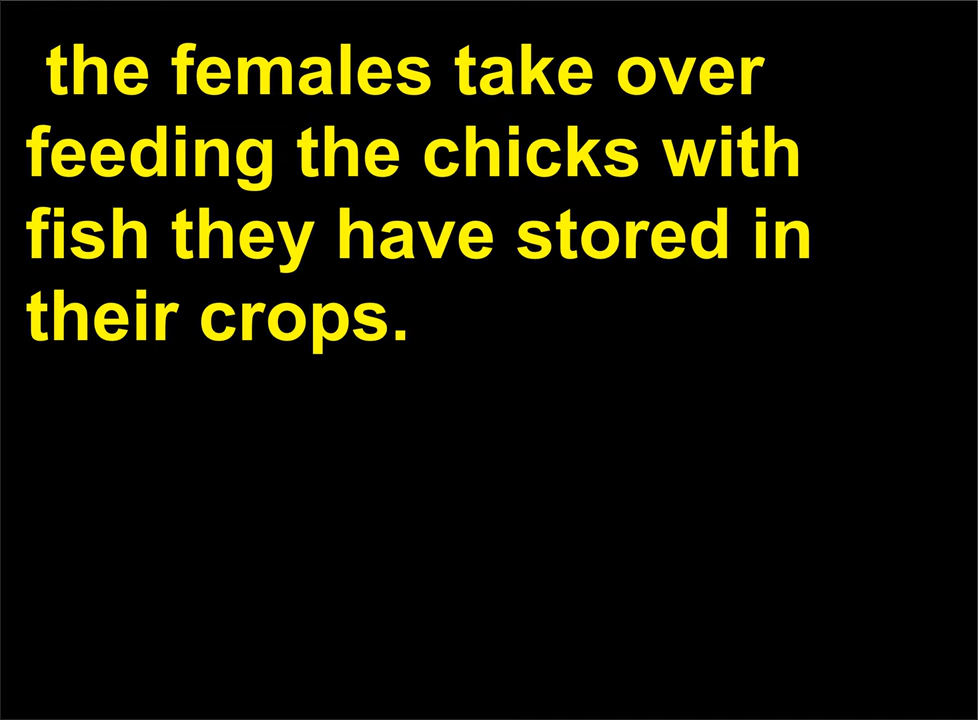 the females take over
feeding the chicks with
fish they have stored in
their crops.